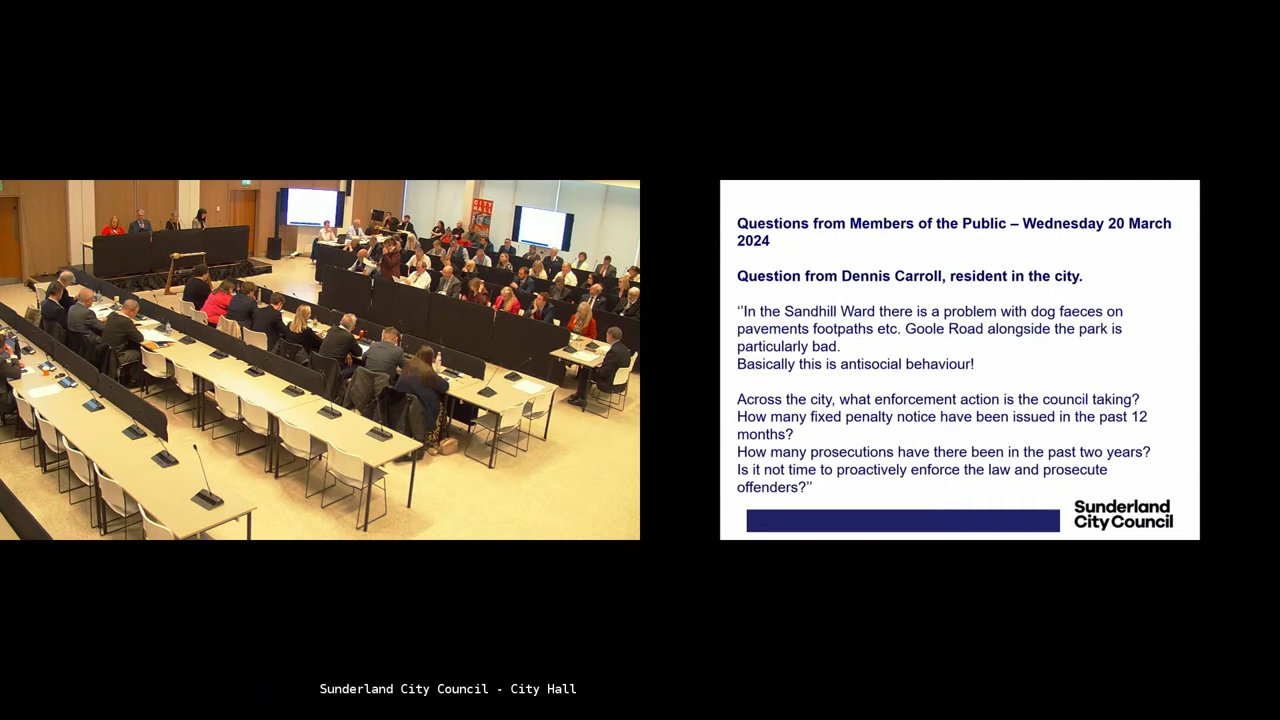 CITY
HALL
Questions from Members of the Public – Wednesday 20 March
2024
Question from Dennis Carroll, resident in the city.
‘'In the Sandhill Ward there is a problem with dog faeces on
pavements footpaths etc. Goole Road alongside the park is
particularly bad.
Basically this is antisocial behaviour!
Across the city, what enforcement action is the council taking?
How many fixed penalty notice have been issued in the past 12
months?
How many prosecutions have there been in the past two years?
Is it not time to proactively enforce the law and prosecute
offenders?’'
Sunderland
City Council
Sunderland City Council - City Hall